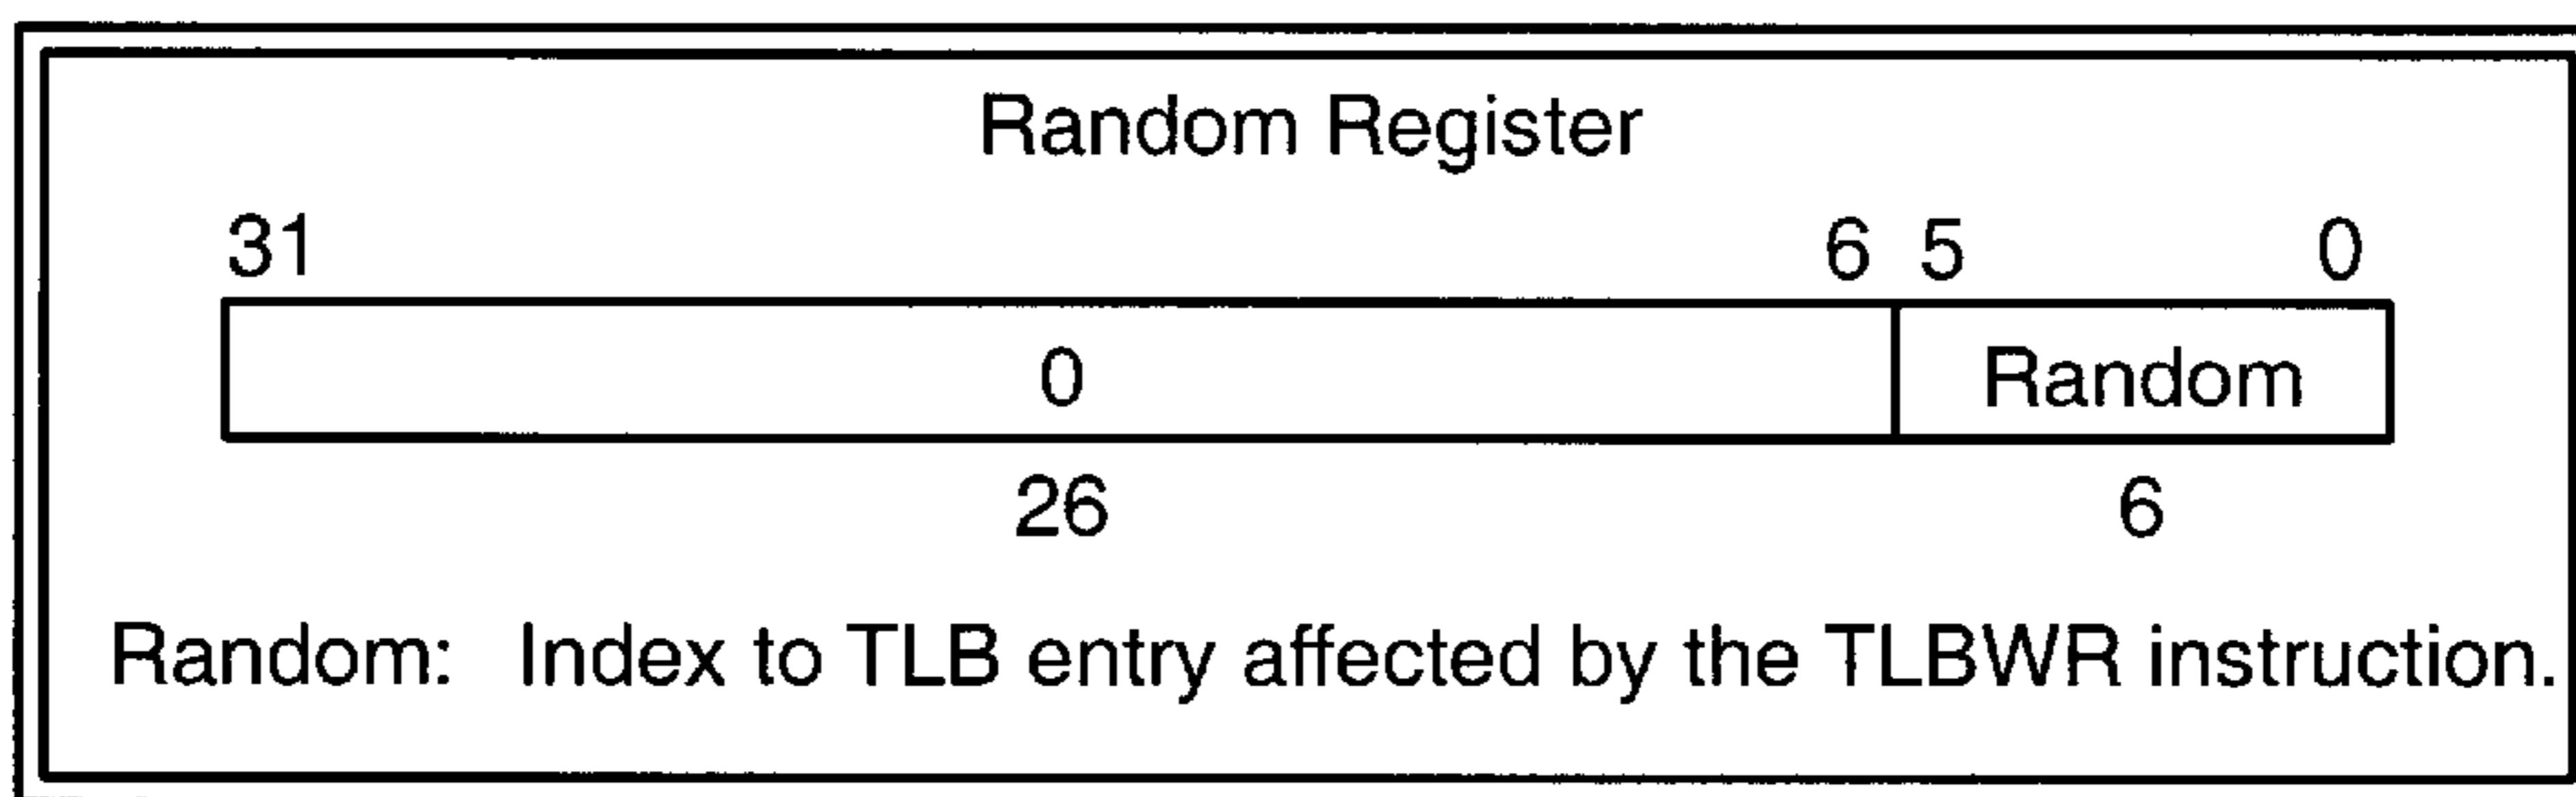 Random Register
31 6 5 0
0 Random
26 6
Random: Index to TLB entry affected by the TLBWR instruction.